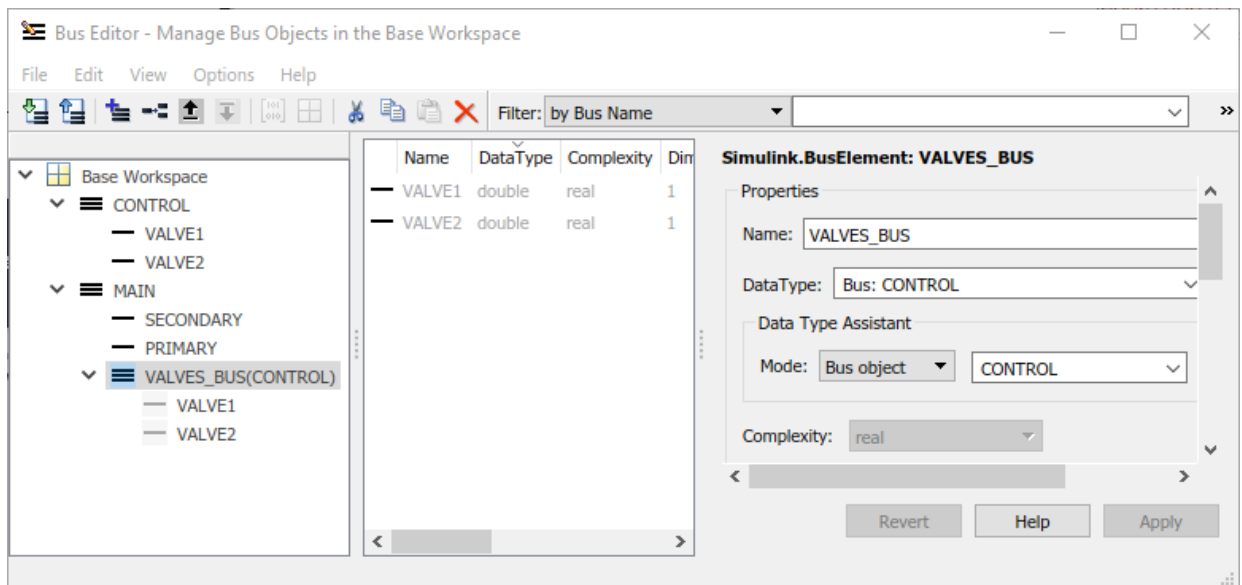 Bus Editor - Manage Bus Objects in the Base Workspace
File Edit View Options Help
Filter: by Bus Name
Base Workspace
CONTROL
VALVE1
VALVE2
MAIN
SECONDARY
PRIMARY
VALVES_BUS(CONTROL)
VALVE1
VALVE2
Name DataType Complexity Dim
VALVE1 double real 1
VALVE2 double real 1
Simulink.BusElement: VALVES_BUS
Properties
Name: VALVES_BUS
DataType: Bus: CONTROL
Data Type Assistant
Mode: Bus object CONTROL
Complexity: real
Revert Help Apply